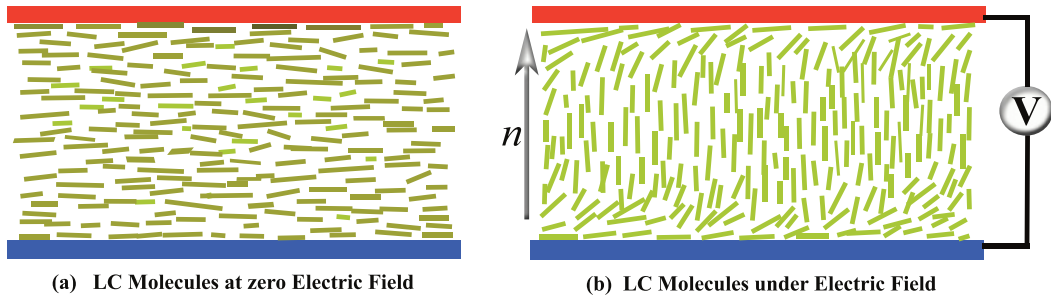 n
V
(a) LC Molecules at zero Electric Field
(b) LC Molecules under Electric Field